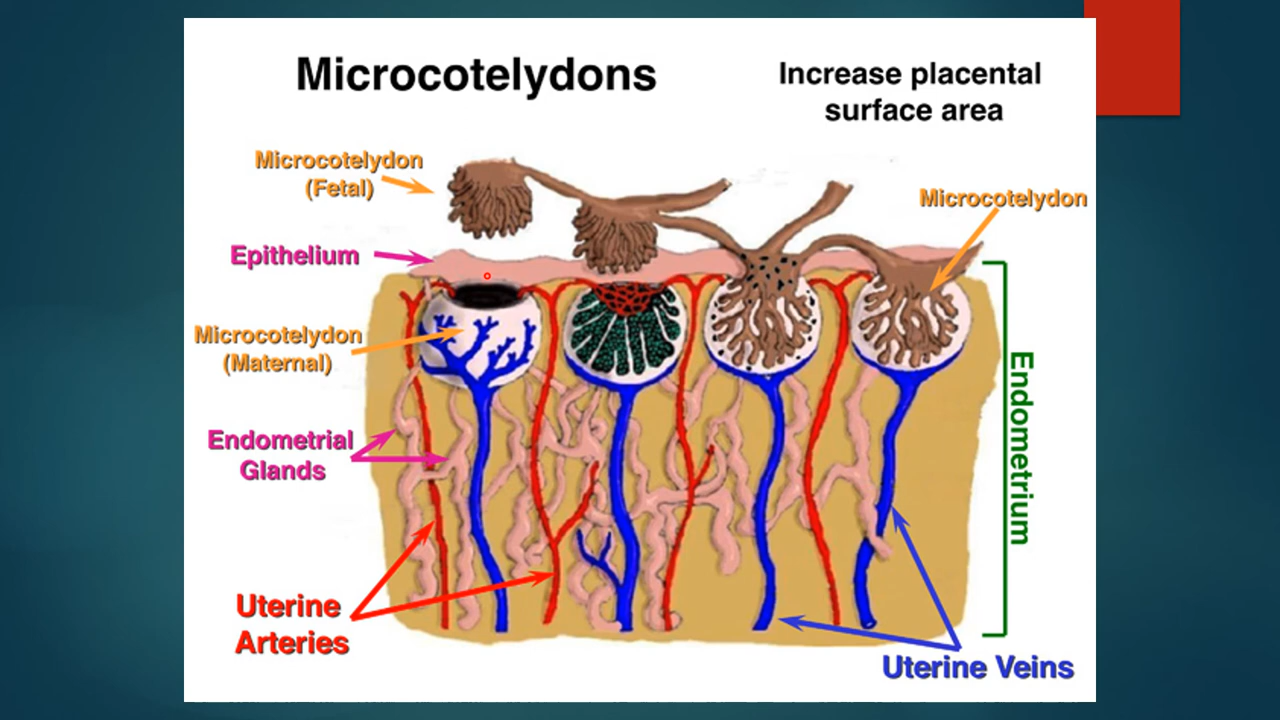 Microcotelydons
Increase placental
surface area
Microcotelydon
(Fetal)
Microcotelydon
Epithelium
Microcotelydon
(Maternal)
Endometrium
Endometrial
Glands
Uterine
Arteries
Uterine Veins